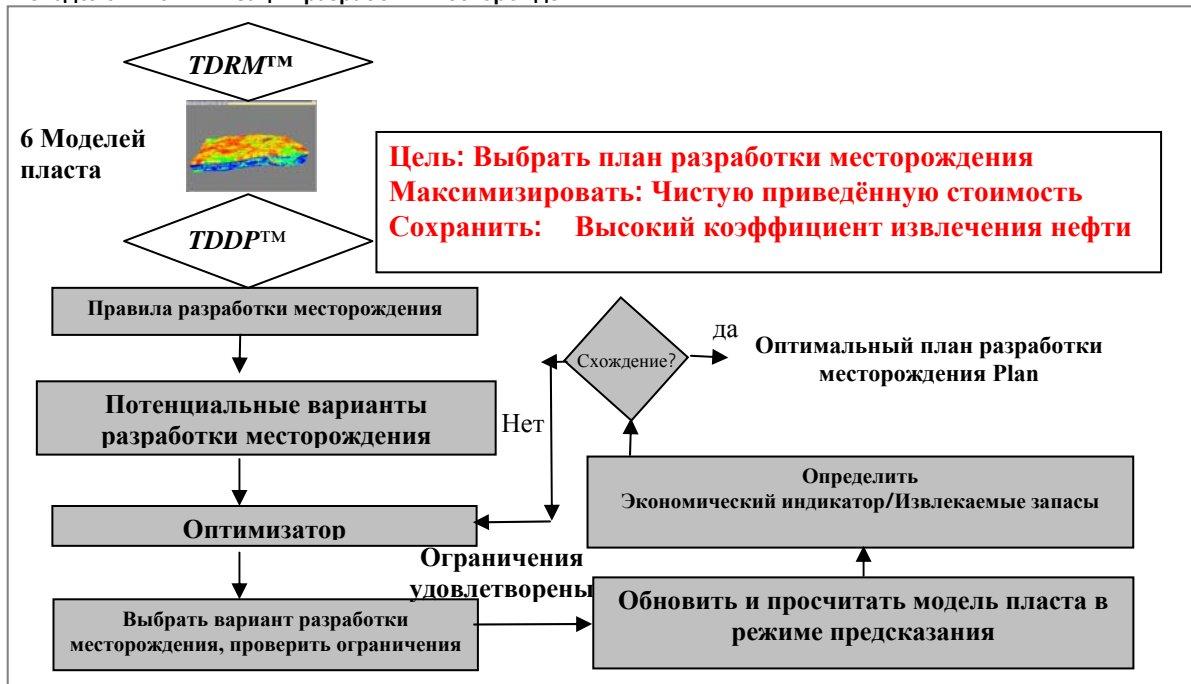 TDRM™
6 Моделей
пласта
Цель: Выбрать план разработки месторождения
Максимизировать: Чистую приведённую стоимость
Сохранить: Высокий коэффициент извлечения нефти
TDDP™
Правила разработки месторождения
Схождение?
да
Оптимальный план разработки
месторождения Plan
Потенциальные варианты
разработки месторождения
Нет
Определить
Экономический индикатор/Извлекаемые запасы
Оптимизатор
Ограничения
удовлетворены
Выбрать вариант разработки
месторождения, проверить ограничения
Обновить и просчитать модель пласта в
режиме предсказания